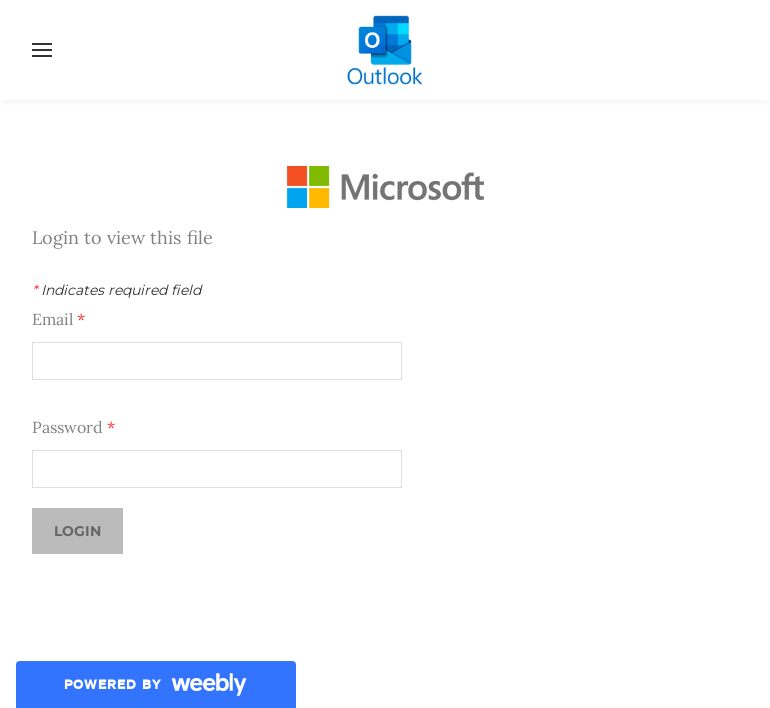 O
Outlook
Microsoft
Login to view this file
* Indicates required field
Email *
Password *
LOGIN
POWERED BY weebly